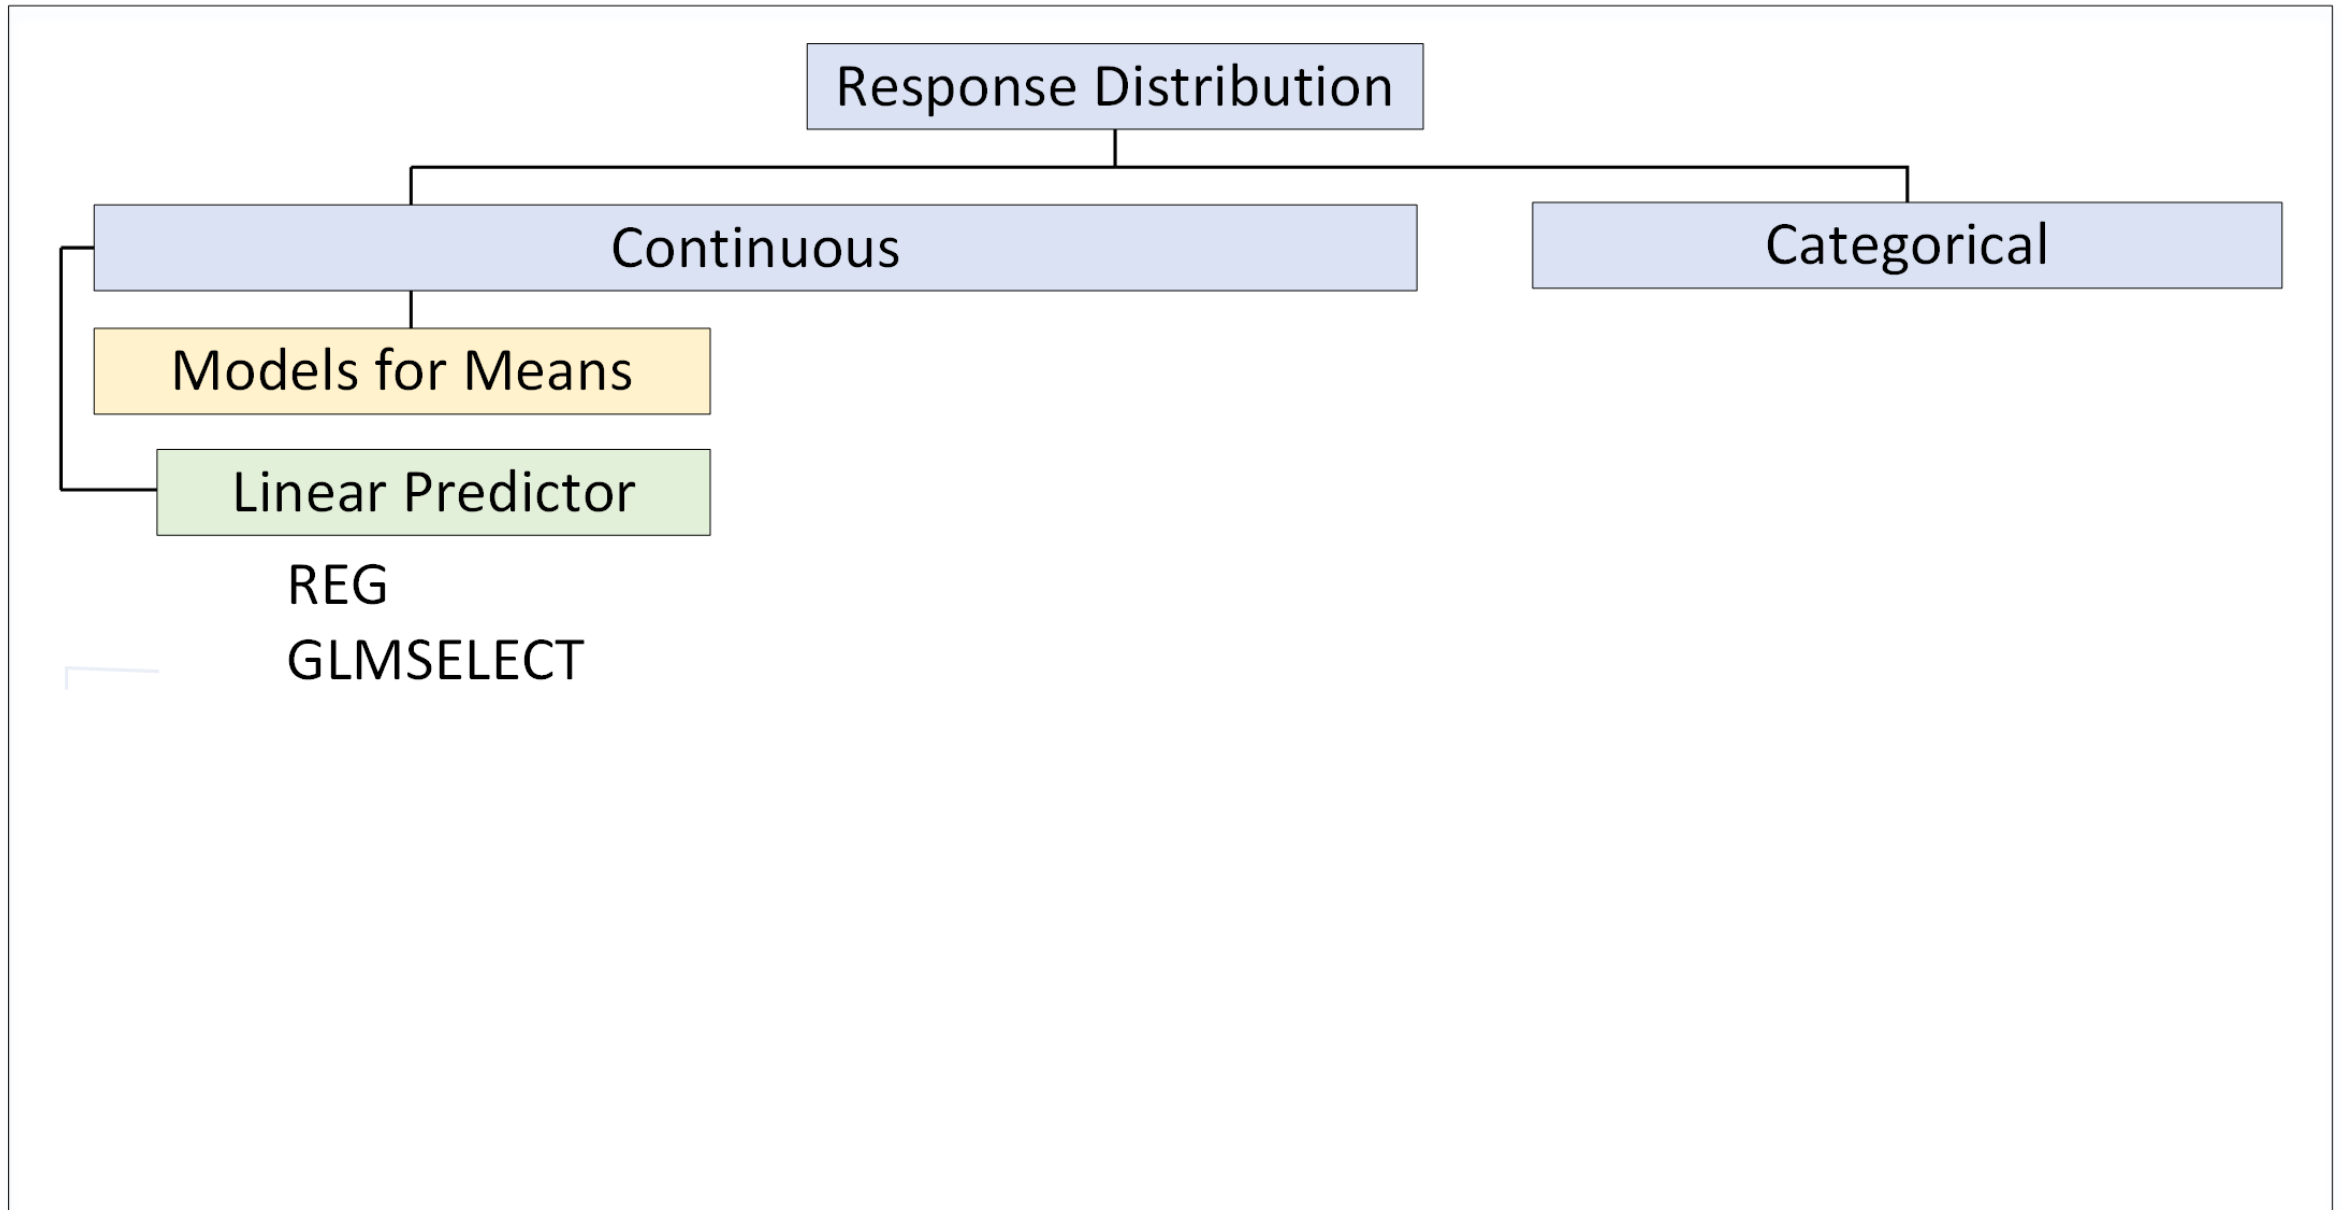 Response Distribution
Continuous
Categorical
Models for Means
Linear Predictor
REG
GLMSELECT